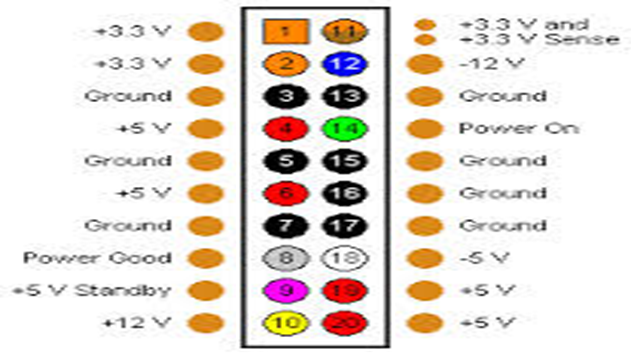 +3.3 V 1 11 +3.3 V and
+3.3 V Sense
+3.3 V 2 12 -12 V
Ground 3 13 Ground
+5 V 4 14 Power On
Ground 5 15 Ground
+5 V 6 16 Ground
Ground 7 17 Ground
Power Good 8 18 -5 V
+5 V Standby 9 19 +5 V
+12 V 10 20 +5 V